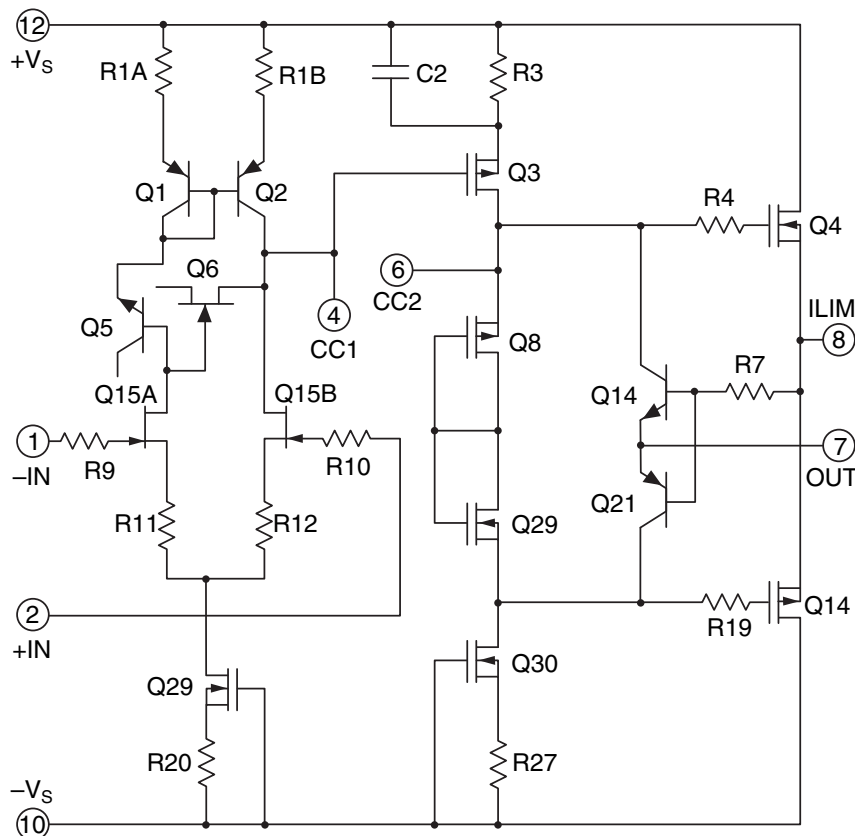 12
+VS
R1A
R1B
C2
R3
Q1
Q2
Q3
R4
Q4
Q6
6
CC2
4
CC1
Q5
Q8
ILIM
8
R7
Q14
Q15A
Q15B
1
–IN
R9
R10
7
OUT
R11
R12
Q29
Q21
2
+IN
R19
Q14
Q30
Q29
R20
R27
–VS
10